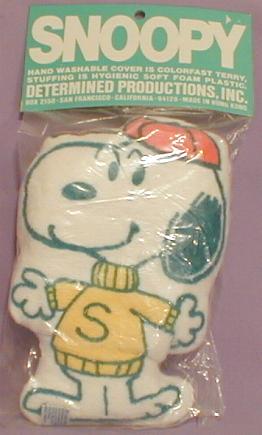 SNOOPY
HAND WASHABLE COVER IS COLORFAST TERRY,
STUFFING IS HYGIENIC SOFT FOAM PLASTIC.
DETERMINED PRODUCTIONS, INC.
BOX 2150 · SAN FRANCISCO · CALIFORNIA · 94126 · MADE IN HONG KONG
S